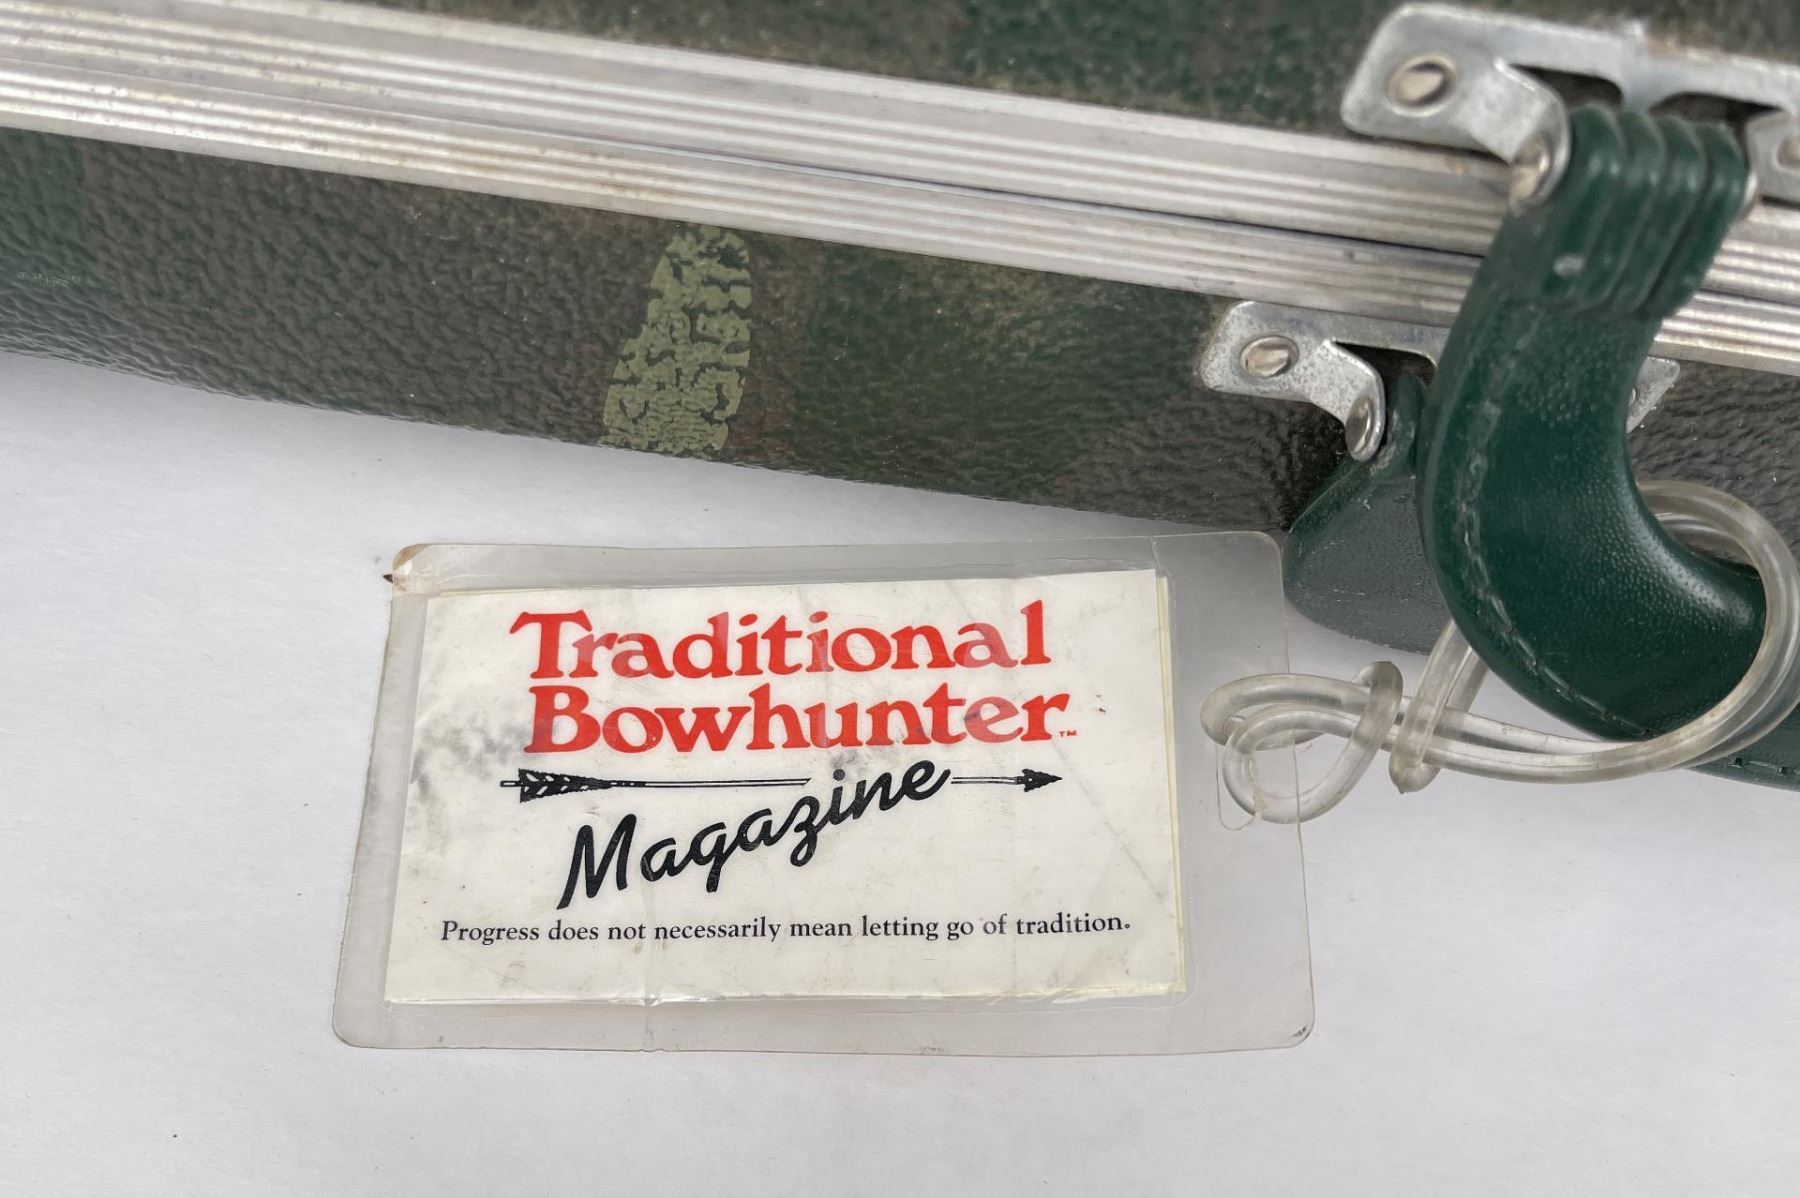 Traditional
Bowhunter™
Magazine
Progress does not necessarily mean letting go of tradition.